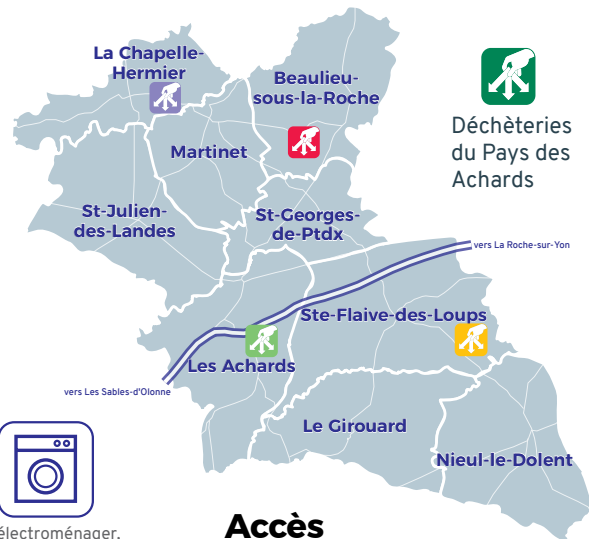 La Chapelle-
Hermier
Beaulieu-
sous-la-Roche
Déchèteries
du Pays des
Achards
Martinet
St-Julien-
des-Landes
St-Georges-
de-Ptdx
vers La Roche-sur-Yon
Ste-Flaive-des-Loups
Les Achards
vers Les Sables-d'Olonne
Le Girouard
Nieul-le-Dolent
électroménager.
Accès